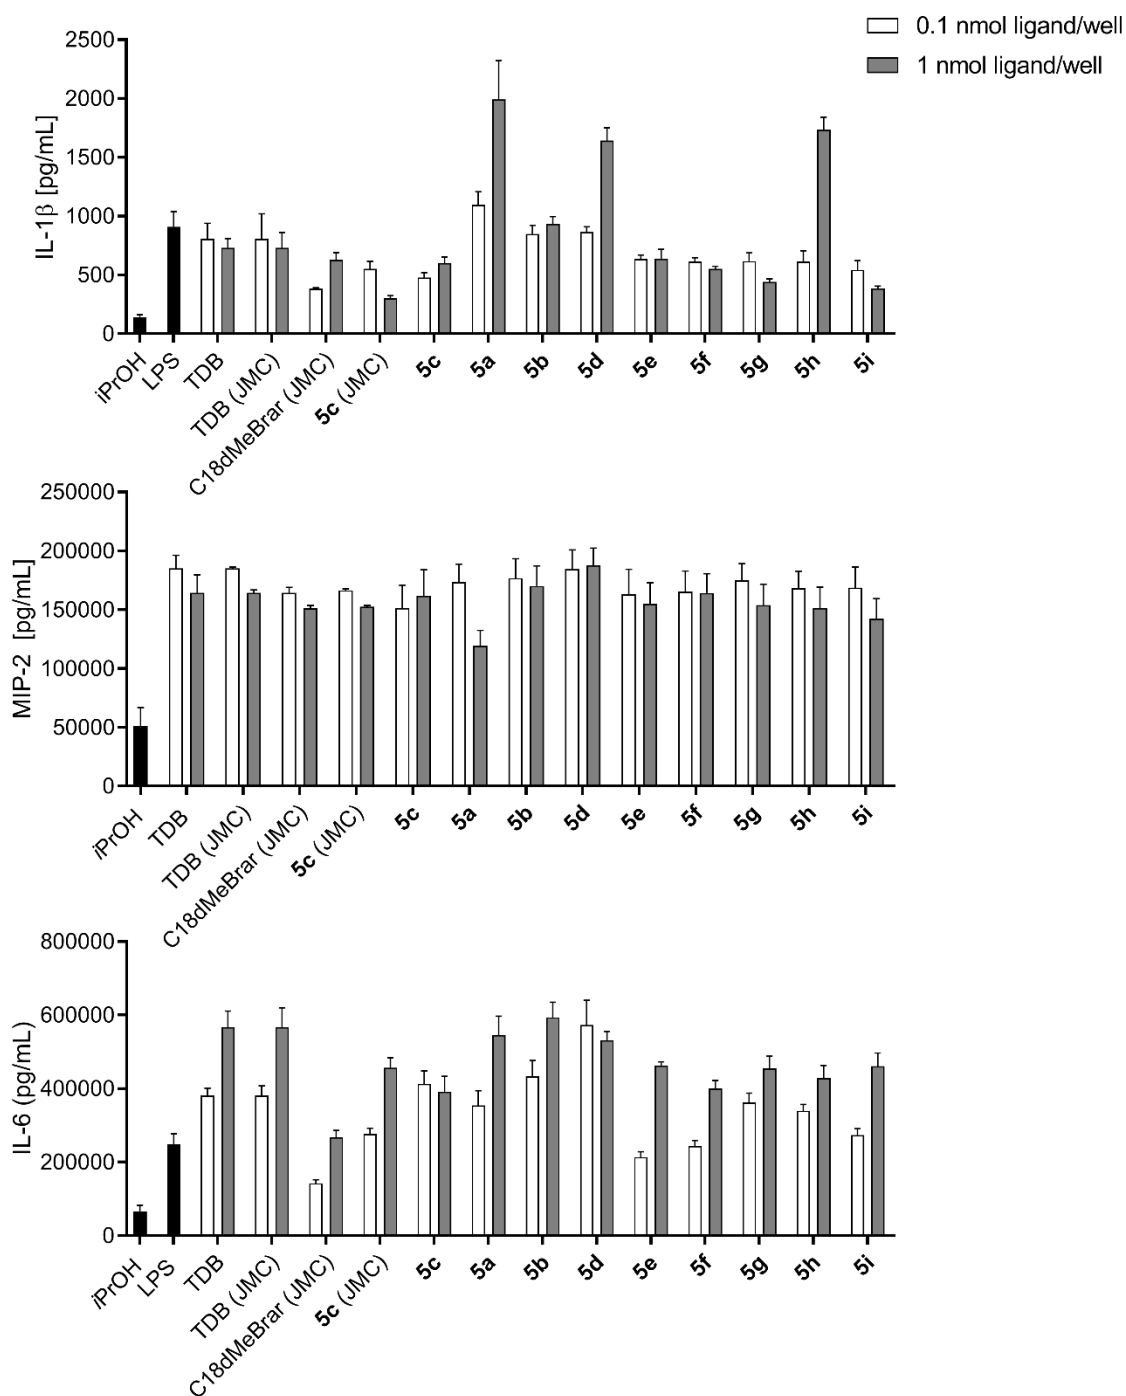 0.1 nmol ligand/well
1 nmol ligand/well
IL-1β [pg/mL]
2500
2000
1500
1000
500
0
iPrOH
LPS
TDB
TDB (JMC)
C18dMeBrar (JMC)
5c (JMC)
5c
5a
5b
5d
5e
5f
5g
5h
5i
MIP-2 [pg/mL]
250000
200000
150000
100000
50000
0
iPrOH
TDB
TDB (JMC)
C18dMeBrar (JMC)
5c (JMC)
5c
5a
5b
5d
5e
5f
5g
5h
5i
IL-6 (pg/mL)
800000
600000
400000
200000
0
iPrOH
LPS
TDB
TDB (JMC)
C18dMeBrar (JMC)
5c (JMC)
5c
5a
5b
5d
5e
5f
5g
5h
5i